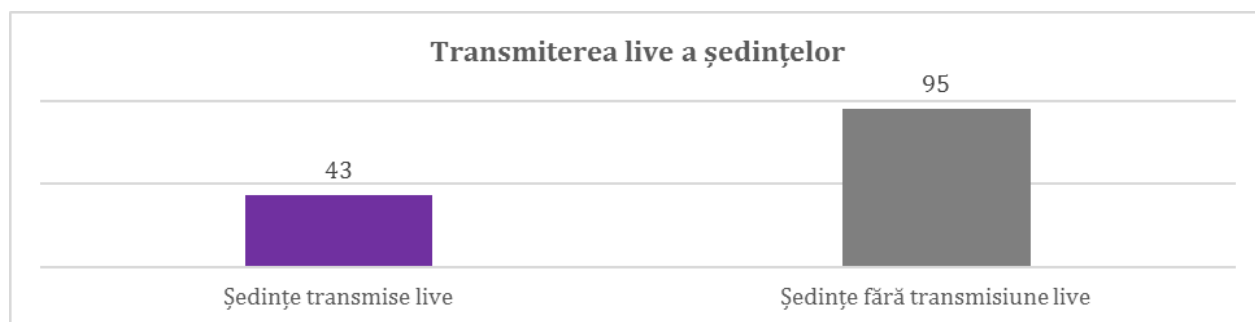 Transmiterea live a ședințelor
95
43
Ședințe transmise live
Ședințe fără transmisiune live